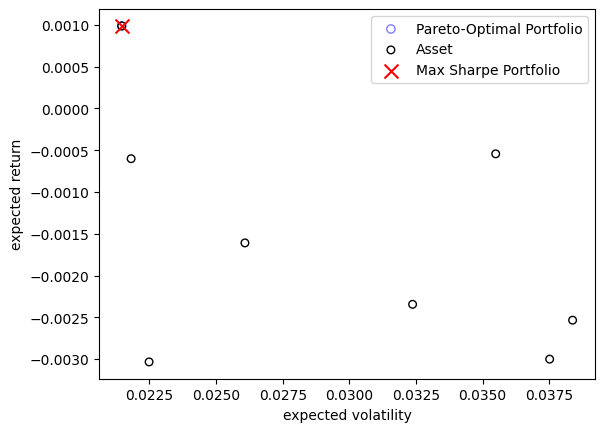 0.0010
0.0005
0.0000
−0.0005
−0.0010
−0.0015
−0.0020
−0.0025
−0.0030
expected return
Pareto-Optimal Portfolio
Asset
Max Sharpe Portfolio
0.0225 0.0250 0.0275 0.0300 0.0325 0.0350 0.0375
expected volatility